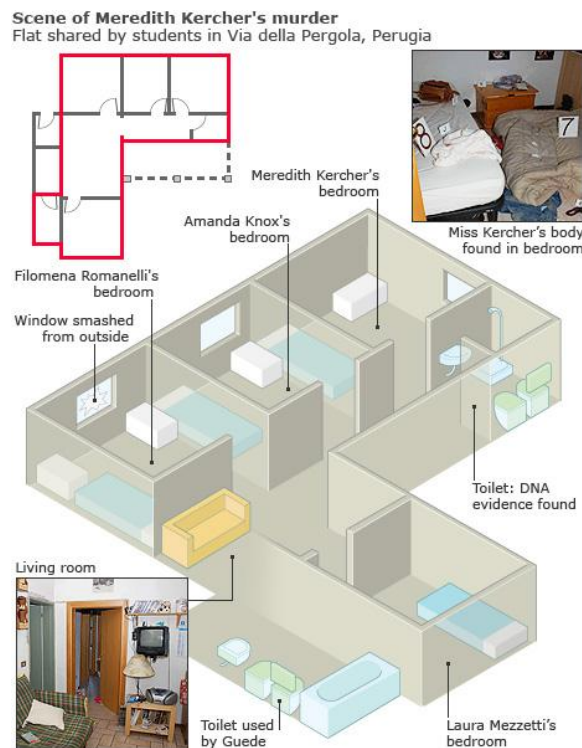 Scene of Meredith Kercher's murder
Flat shared by students in Via della Pergola, Perugia
8
7
Meredith Kercher's
bedroom
Miss Kercher's body
found in bedroom
Amanda Knox's
bedroom
Filomena Romanelli's
bedroom
Window smashed
from outside
Toilet: DNA
evidence found
Living room
Toilet used
by Guede
Laura Mezzetti's
bedroom